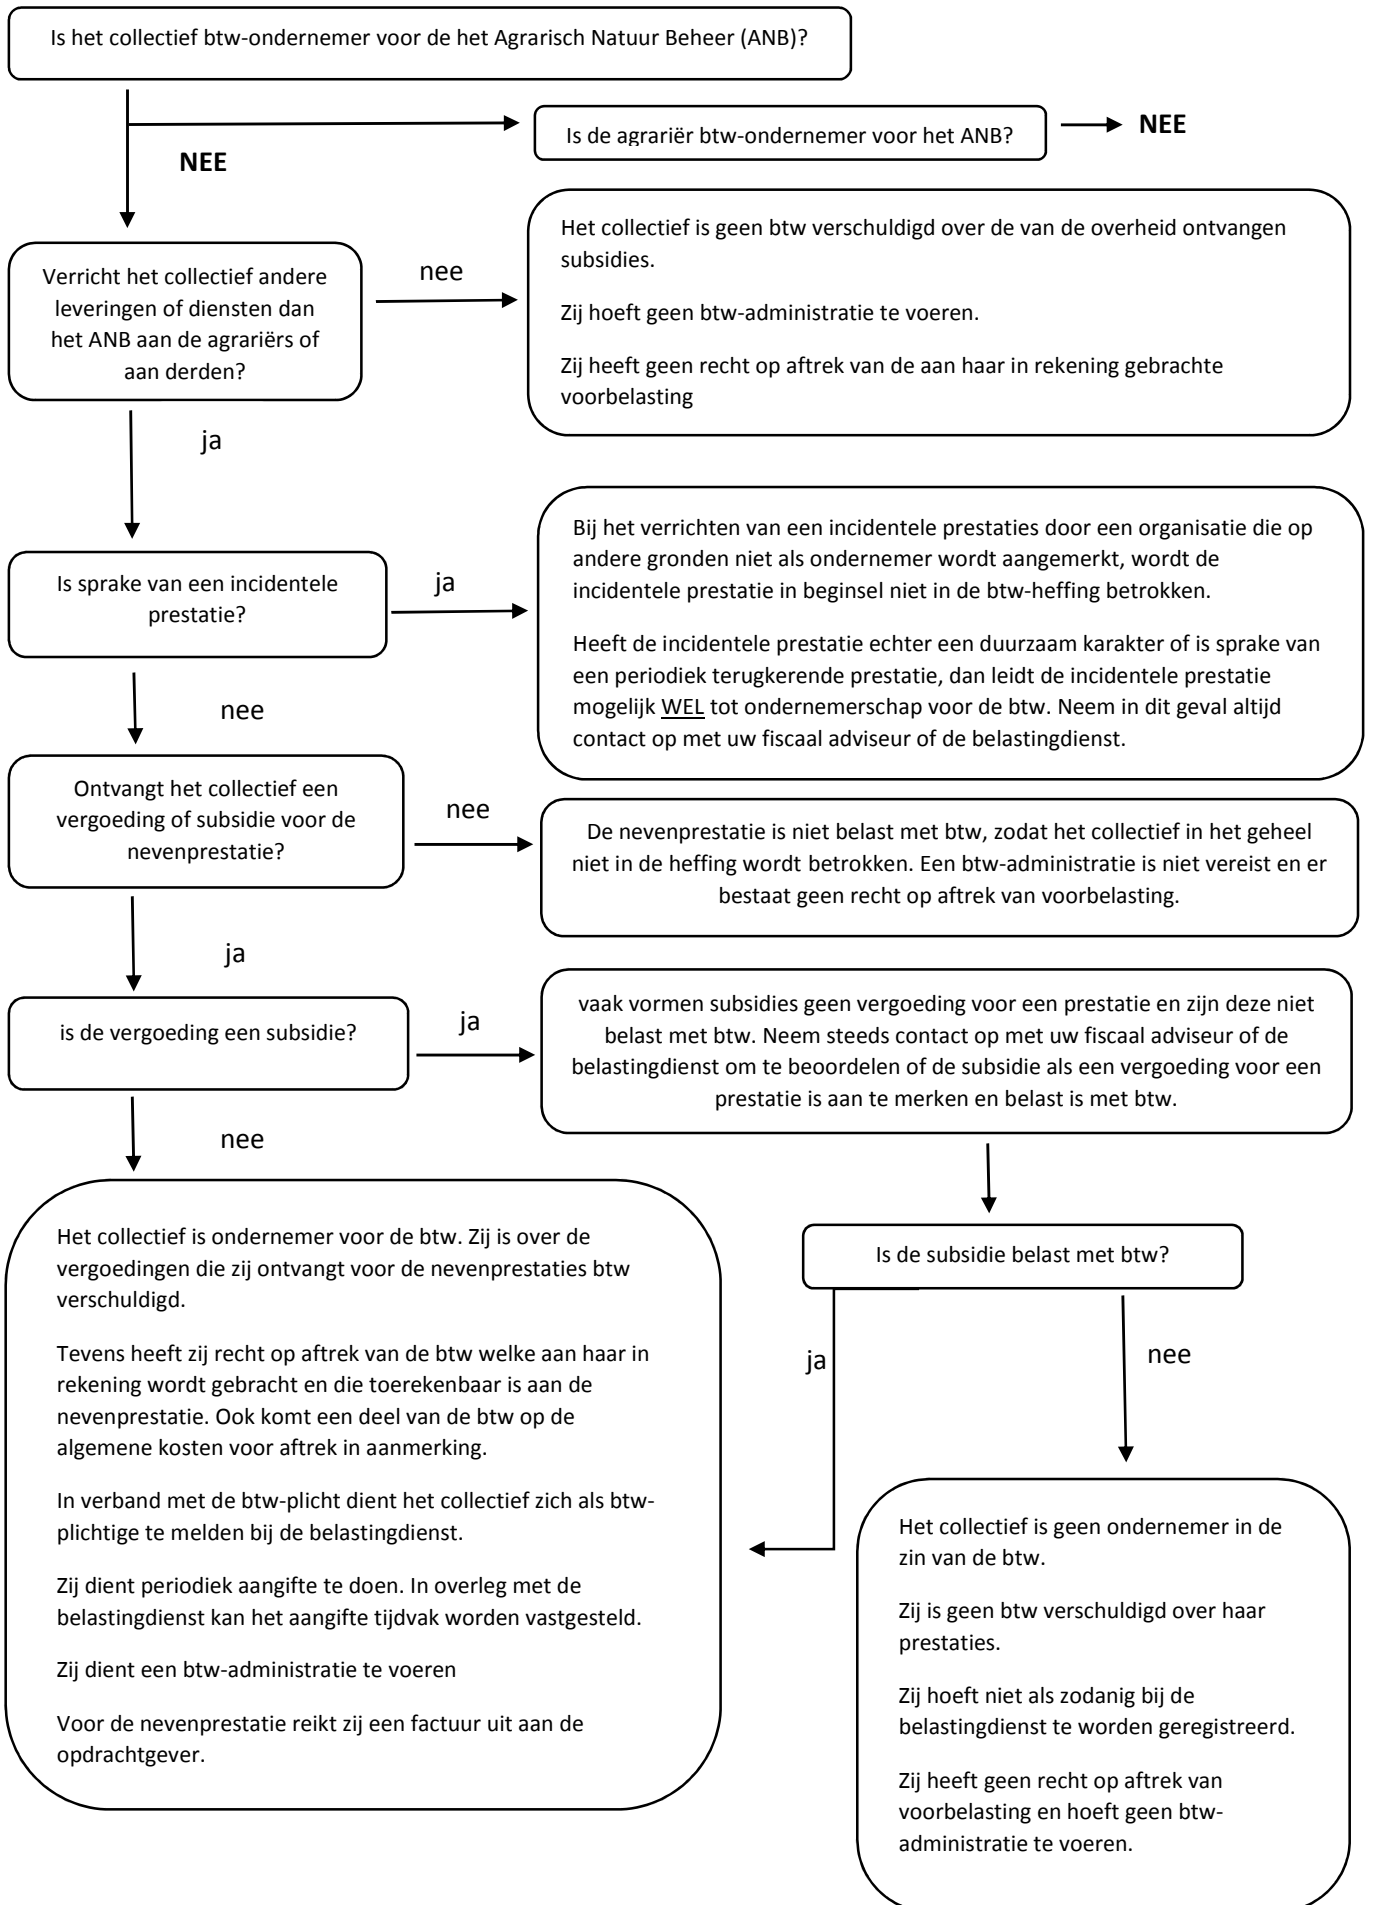 Is het collectief btw-ondernemer voor de het Agrarisch Natuur Beheer (ANB)?
Is de agrariër btw-ondernemer voor het ANB?
NEE
NEE
Verricht het collectief andere
leveringen of diensten dan
het ANB aan de agrariërs of
aan derden?
nee
Het collectief is geen btw verschuldigd over de van de overheid ontvangen
subsidies.
Zij hoeft geen btw-administratie te voeren.
Zij heeft geen recht op aftrek van de aan haar in rekening gebrachte
voorbelasting
ja
Is sprake van een incidentele
prestatie?
ja
Bij het verrichten van een incidentele prestaties door een organisatie die op
andere gronden niet als ondernemer wordt aangemerkt, wordt de
incidentele prestatie in beginsel niet in de btw-heffing betrokken.
Heeft de incidentele prestatie echter een duurzaam karakter of is sprake van
een periodiek terugkerende prestatie, dan leidt de incidentele prestatie
mogelijk WEL tot ondernemerschap voor de btw. Neem in dit geval altijd
contact op met uw fiscaal adviseur of de belastingdienst.
nee
Ontvangt het collectief een
vergoeding of subsidie voor de
nevenprestatie?
nee
De nevenprestatie is niet belast met btw, zodat het collectief in het geheel
niet in de heffing wordt betrokken. Een btw-administratie is niet vereist en er
bestaat geen recht op aftrek van voorbelasting.
ja
is de vergoeding een subsidie?
ja
vaak vormen subsidies geen vergoeding voor een prestatie en zijn deze niet
belast met btw. Neem steeds contact op met uw fiscaal adviseur of de
belastingdienst om te beoordelen of de subsidie als een vergoeding voor een
prestatie is aan te merken en belast is met btw.
nee
Het collectief is ondernemer voor de btw. Zij is over de
vergoedingen die zij ontvangt voor de nevenprestaties btw
verschuldigd.
Tevens heeft zij recht op aftrek van de btw welke aan haar in
rekening wordt gebracht en die toerekenbaar is aan de
nevenprestatie. Ook komt een deel van de btw op de
algemene kosten voor aftrek in aanmerking.
In verband met de btw-plicht dient het collectief zich als btw-
plichtige te melden bij de belastingdienst.
Zij dient periodiek aangifte te doen. In overleg met de
belastingdienst kan het aangifte tijdvak worden vastgesteld.
Zij dient een btw-administratie te voeren
Voor de nevenprestatie reikt zij een factuur uit aan de
opdrachtgever.
Is de subsidie belast met btw?
ja
nee
Het collectief is geen ondernemer in de
zin van de btw.
Zij is geen btw verschuldigd over haar
prestaties.
Zij hoeft niet als zodanig bij de
belastingdienst te worden geregistreerd.
Zij heeft geen recht op aftrek van
voorbelasting en hoeft geen btw-
administratie te voeren.